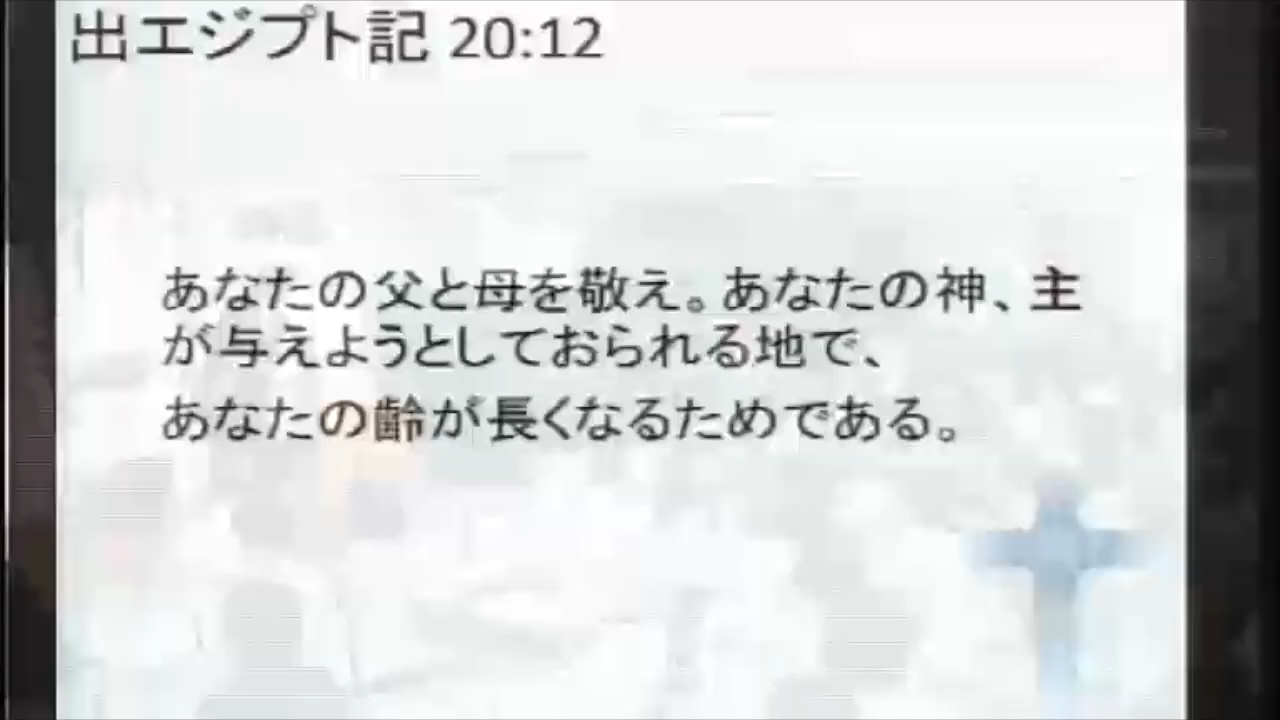 出エジプト記 20:12
あなたの父と母を敬え。あなたの神、主
が与えようとしておられる地で、
あなたの齢が長くなるためである。